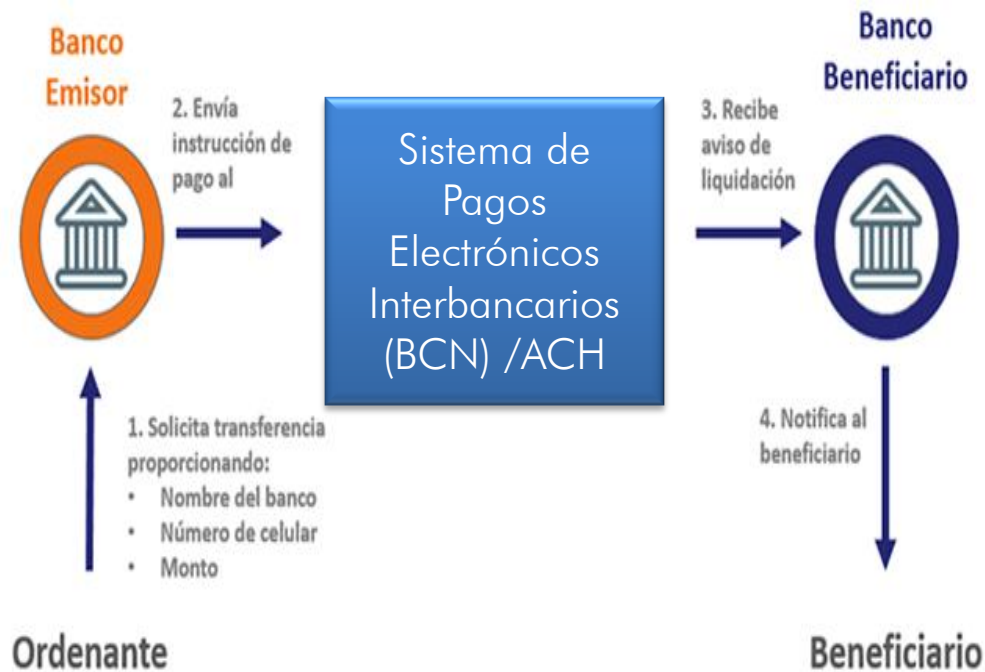 Banco
Emisor
2. Envía
instrucción de
pago al
Sistema de
Pagos
Electrónicos
Interbancarios
(BCN) /ACH
3. Recibe
aviso de
liquidación
Banco
Beneficiario
1. Solicita transferencia
proporcionando:
• Nombre del banco
• Número de celular
• Monto
4. Notifica al
beneficiario
Ordenante
Beneficiario